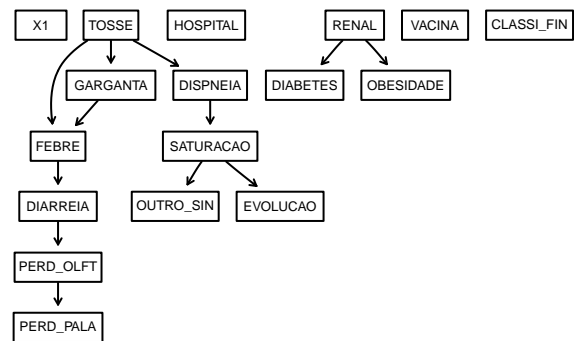 X1 TOSSE HOSPITAL RENAL VACINA CLASSI_FIN
GARGANTA DISPNEIA DIABETES OBESIDADE
FEBRE SATURACAO
DIARREIA OUTRO_SIN EVOLUCAO
PERD_OLFT
PERD_PALA